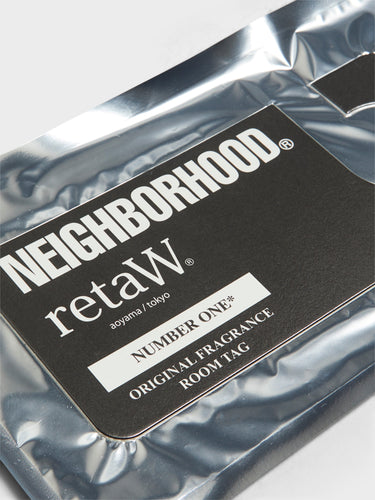 NEIGHBORHOOD®
retaW®
aoyama / tokyo
NUMBER ONE*
ORIGINAL FRAGRANCE
ROOM TAG